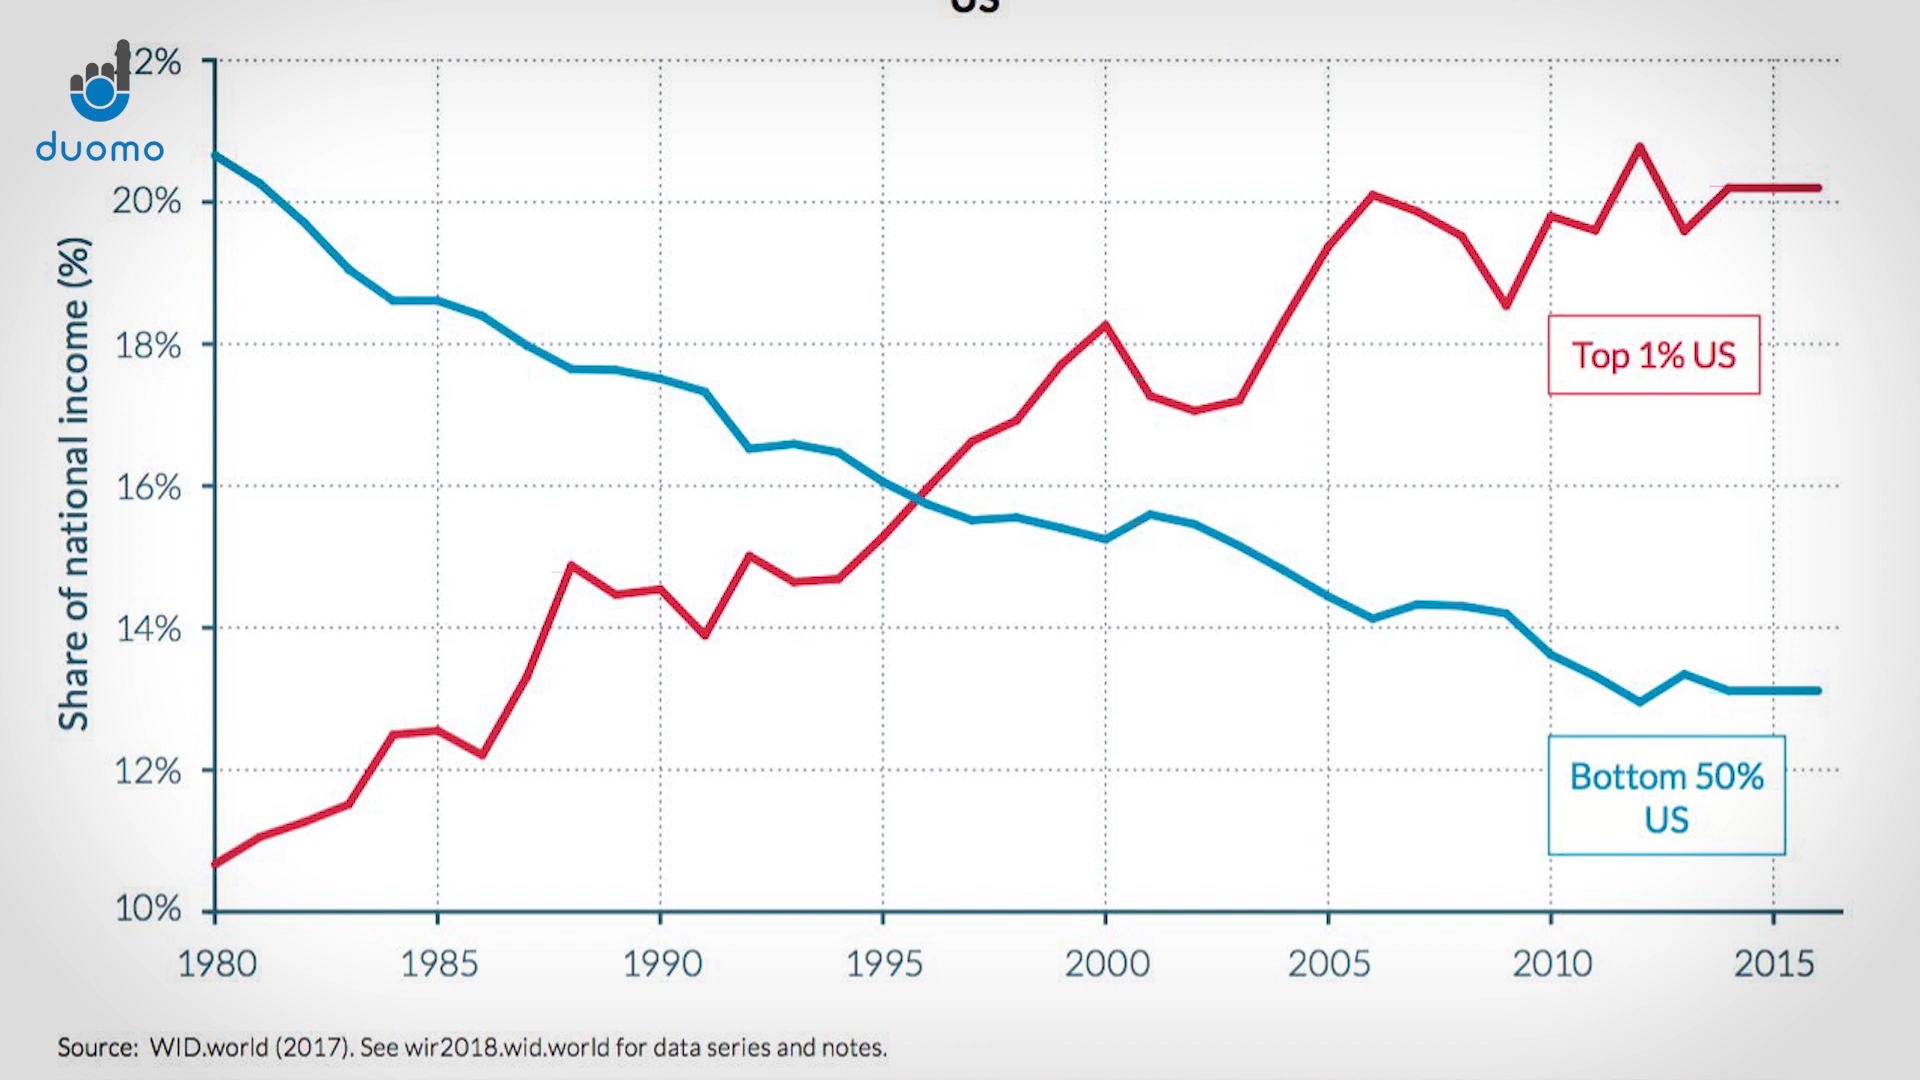 US
duomo
22%
20%
18%
16%
14%
12%
10%
Share of national income (%)
Top 1% US
Bottom 50%
US
1980 1985 1990 1995 2000 2005 2010 2015
Source: WID.world (2017). See wir2018.wid.world for data series and notes.